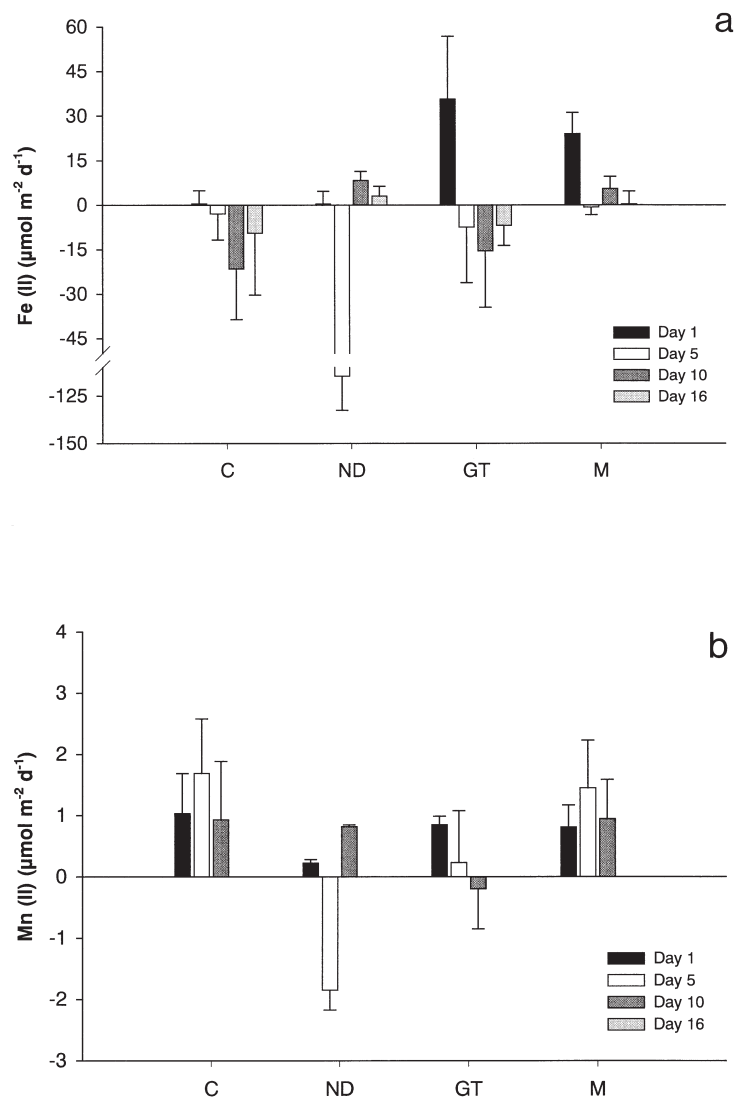 a
60
45
30
15
0
-15
-30
-45
-125
-150
Fe (II) (μmol m-2 d-1)
Day 1
Day 5
Day 10
Day 16
C ND GT M
b
4
3
2
1
0
-1
-2
-3
Mn (II) (μmol m-2 d-1)
Day 1
Day 5
Day 10
Day 16
C ND GT M